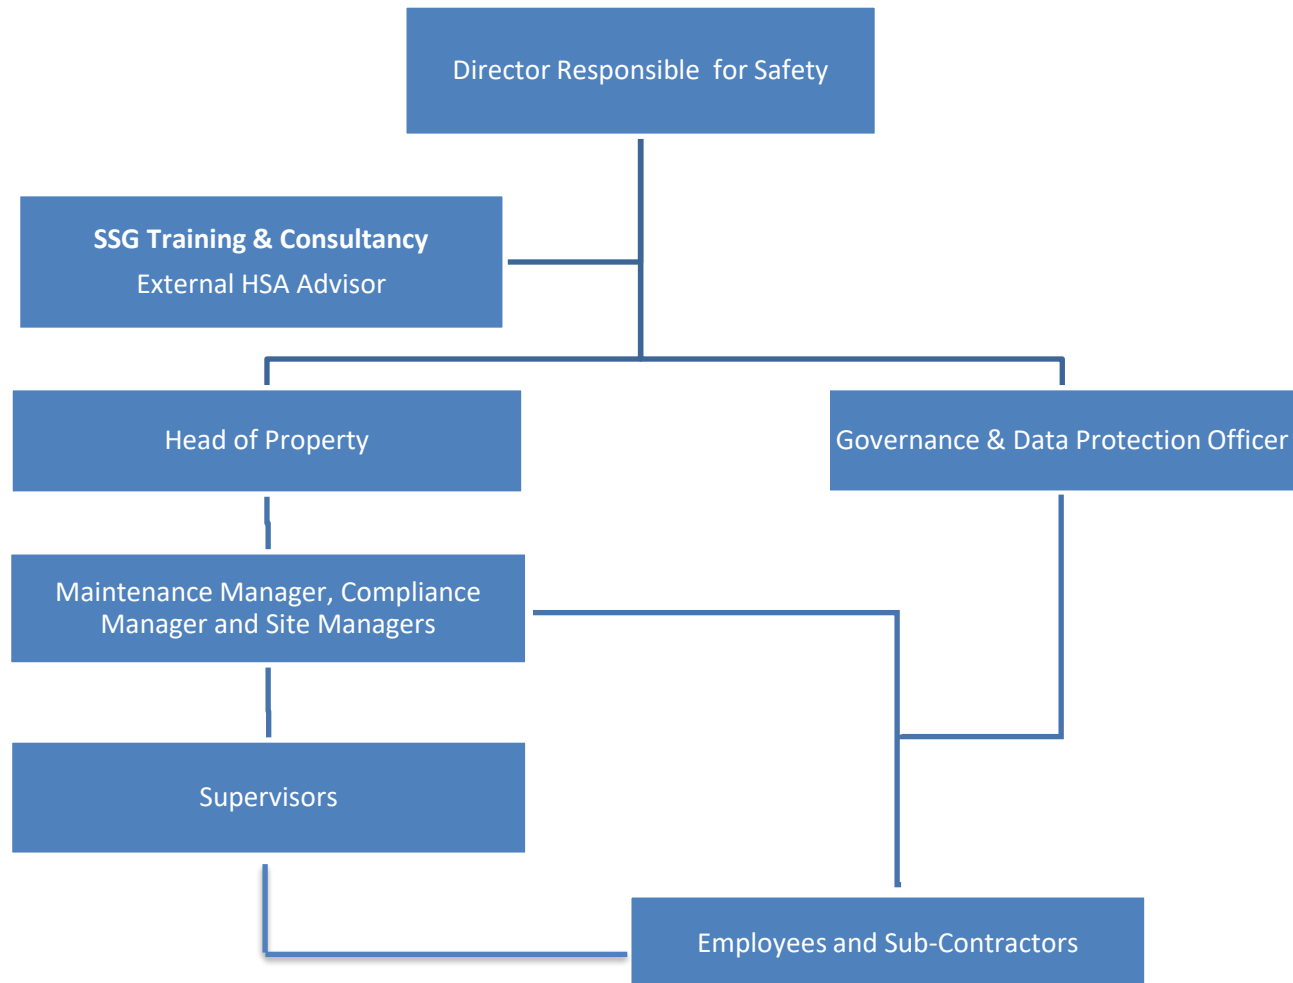 Director Responsible for Safety
SSG Training & Consultancy
External HSA Advisor
Head of Property
Governance & Data Protection Officer
Maintenance Manager, Compliance
Manager and Site Managers
Supervisors
Employees and Sub-Contractors